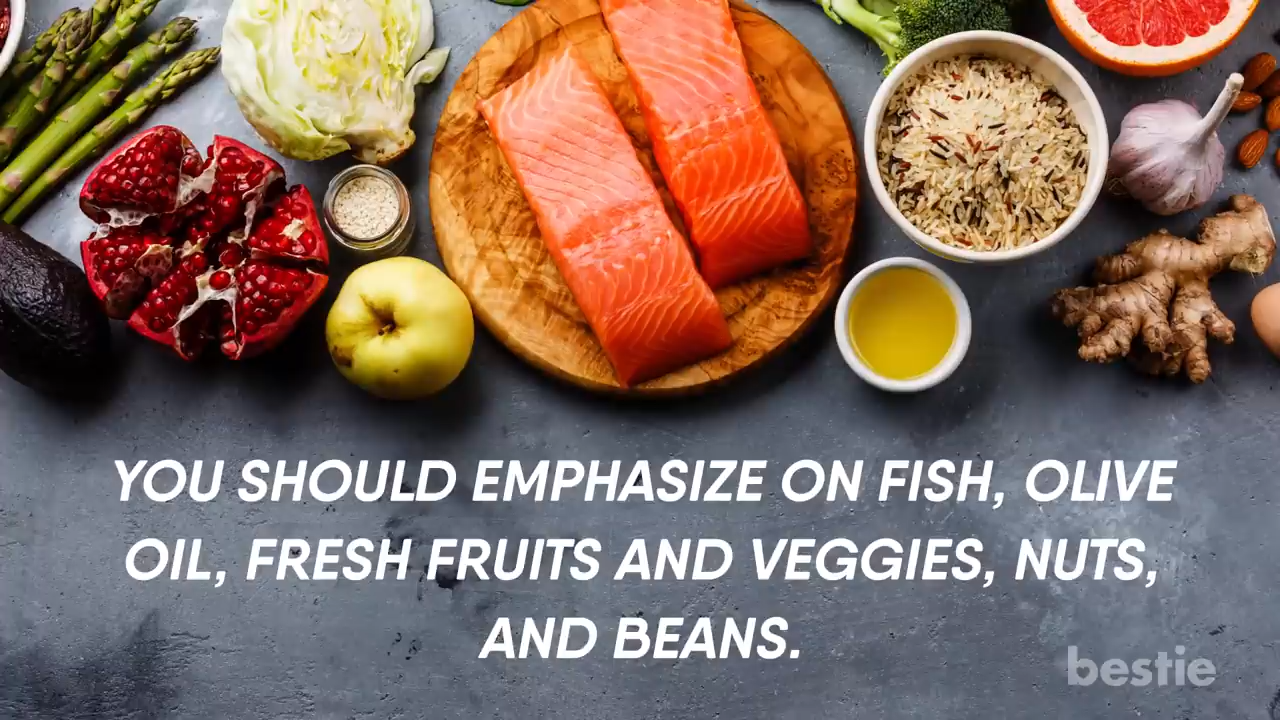 YOU SHOULD EMPHASIZE ON FISH, OLIVE
OIL, FRESH FRUITS AND VEGGIES, NUTS,
AND BEANS.
bestie